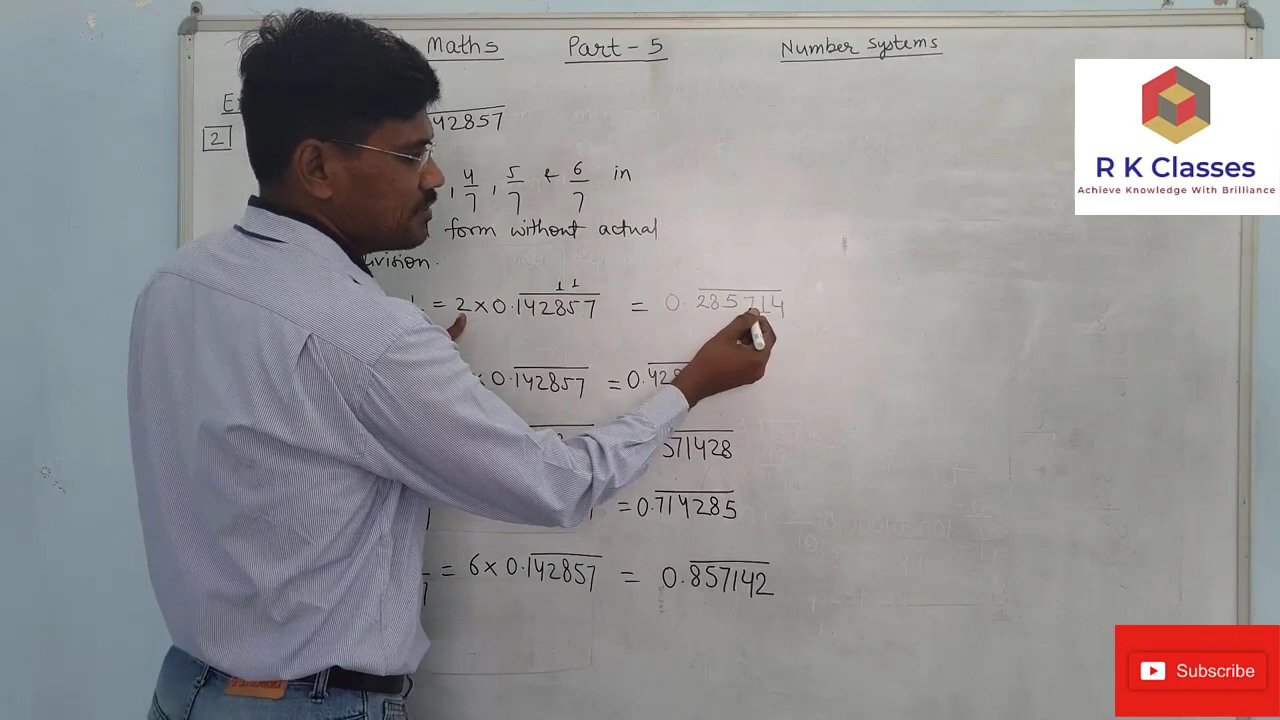 Maths Part-5 Number Systems
R K Classes
Achieve Knowledge With Brilliance
142857
2
, 4/7 , 5/7 & 6/7 in
form without actual
= 2 × 0.142857 = 0.285714
× 0.142857 = 0.428
571428
= 0.714285
= 6 × 0.142857 = 0.857142
Subscribe